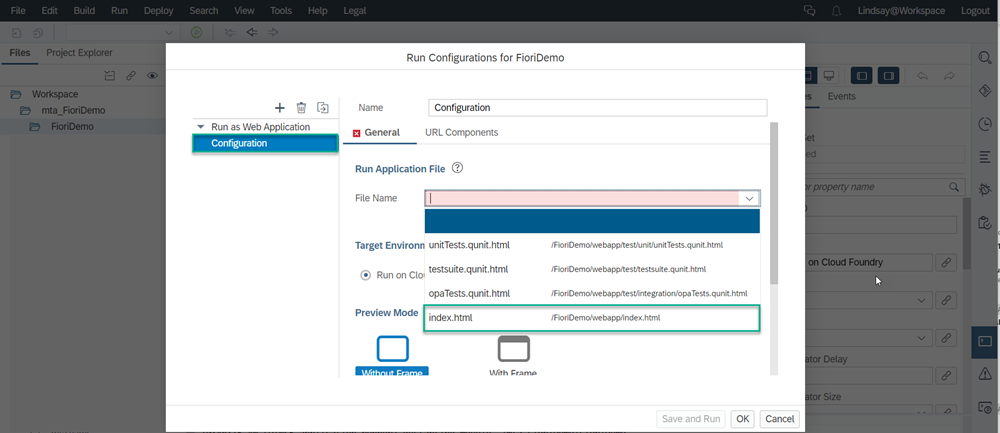 File Edit Build Run Deploy Search View Tools Help Legal Lindsay@Workspace Logout
Files Project Explorer
Run Configurations for FioriDemo
Events
Workspace
mta_FioriDemo
FioriDemo
Name Configuration
Run as Web Application
Configuration
General URL Components
Run Application File ?
File Name
unitTests.qunit.html /FioriDemo/webapp/test/unit/unitTests.qunit.html
testsuite.qunit.html /FioriDemo/webapp/test/testsuite.qunit.html
opaTests.qunit.html /FioriDemo/webapp/test/integration/opaTests.qunit.html
index.html /FioriDemo/webapp/index.html
Target Environm
Run on Clou
Preview Mode
Without Frame With Frame
or property name
on Cloud Foundry
ator Delay
ator Size
Save and Run OK Cancel